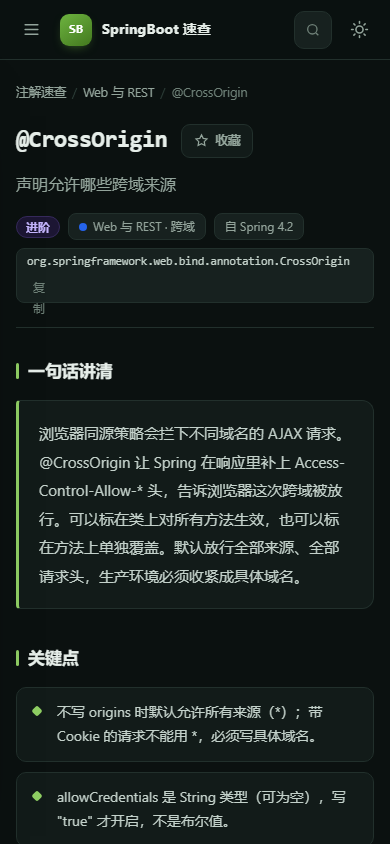 SB SpringBoot 速查
注解速查 / Web 与 REST / @CrossOrigin
@CrossOrigin 收藏
声明允许哪些跨域来源
进阶 Web 与 REST · 跨域 自 Spring 4.2
org.springframework.web.bind.annotation.CrossOrigin
复
制
一句话讲清
浏览器同源策略会拦下不同域名的 AJAX 请求。
@CrossOrigin 让 Spring 在响应里补上 Access-
Control-Allow-* 头，告诉浏览器这次跨域被放
行。可以标在类上对所有方法生效，也可以标
在方法上单独覆盖。默认放行全部来源、全部
请求头，生产环境必须收紧成具体域名。
关键点
不写 origins 时默认允许所有来源（*）；带
Cookie 的请求不能用 *，必须写具体域名。
allowCredentials 是 String 类型（可为空），写
"true" 才开启，不是布尔值。